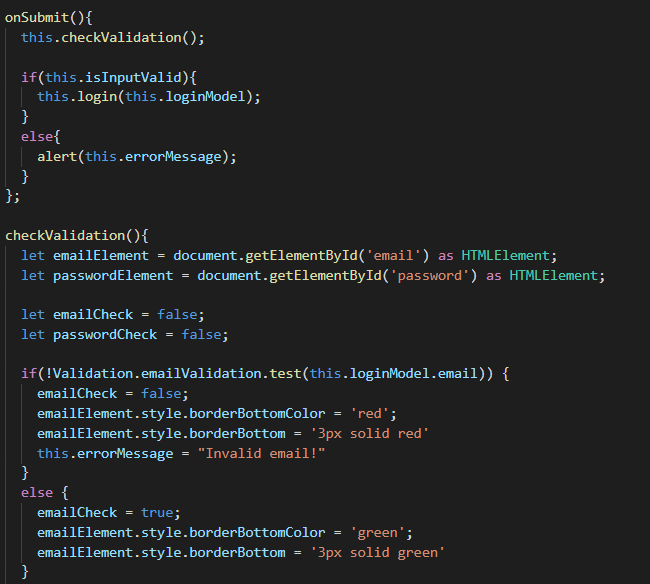 onSubmit(){
  this.checkValidation();

  if(this.isInputValid){
    this.login(this.loginModel);
  }
  else{
    alert(this.errorMessage);
  }
};

checkValidation(){
  let emailElement = document.getElementById('email') as HTMLElement;
  let passwordElement = document.getElementById('password') as HTMLElement;

  let emailCheck = false;
  let passwordCheck = false;

  if(!Validation.emailValidation.test(this.loginModel.email)) {
    emailCheck = false;
    emailElement.style.borderBottomColor = 'red';
    emailElement.style.borderBottom = '3px solid red'
    this.errorMessage = "Invalid email!"
  }
  else {
    emailCheck = true;
    emailElement.style.borderBottomColor = 'green';
    emailElement.style.borderBottom = '3px solid green'
  }